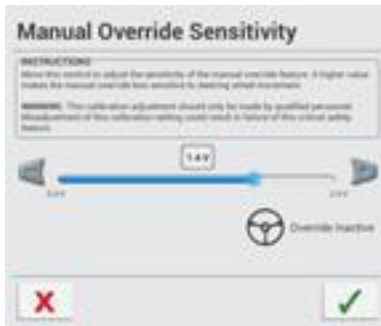 Manual Override Sensitivity
INSTRUCTIONS
Move this control to adjust the sensitivity of the manual override feature. A higher value
makes the manual override less sensitive to steering wheel movement.
WARNING: This calibration adjustment should only be made by qualified personnel.
Misadjustment of this calibration setting could result in failure of this critical safety
feature.
1.4 V
Override Inactive